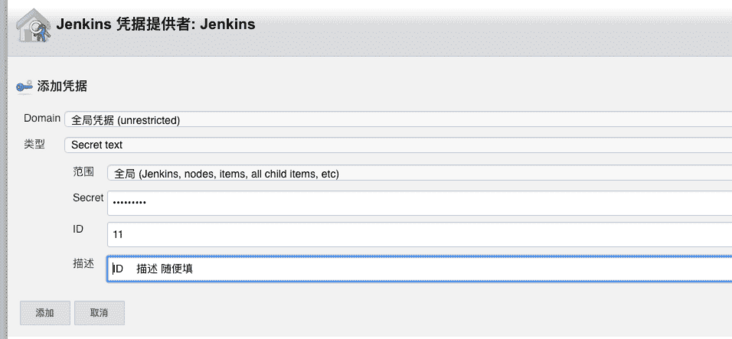 Jenkins 凭据提供者: Jenkins
添加凭据
Domain 全局凭据 (unrestricted)
类型 Secret text
范围 全局 (Jenkins, nodes, items, all child items, etc)
Secret •••••••••
ID 11
描述 ID 描述 随便填
添加 取消